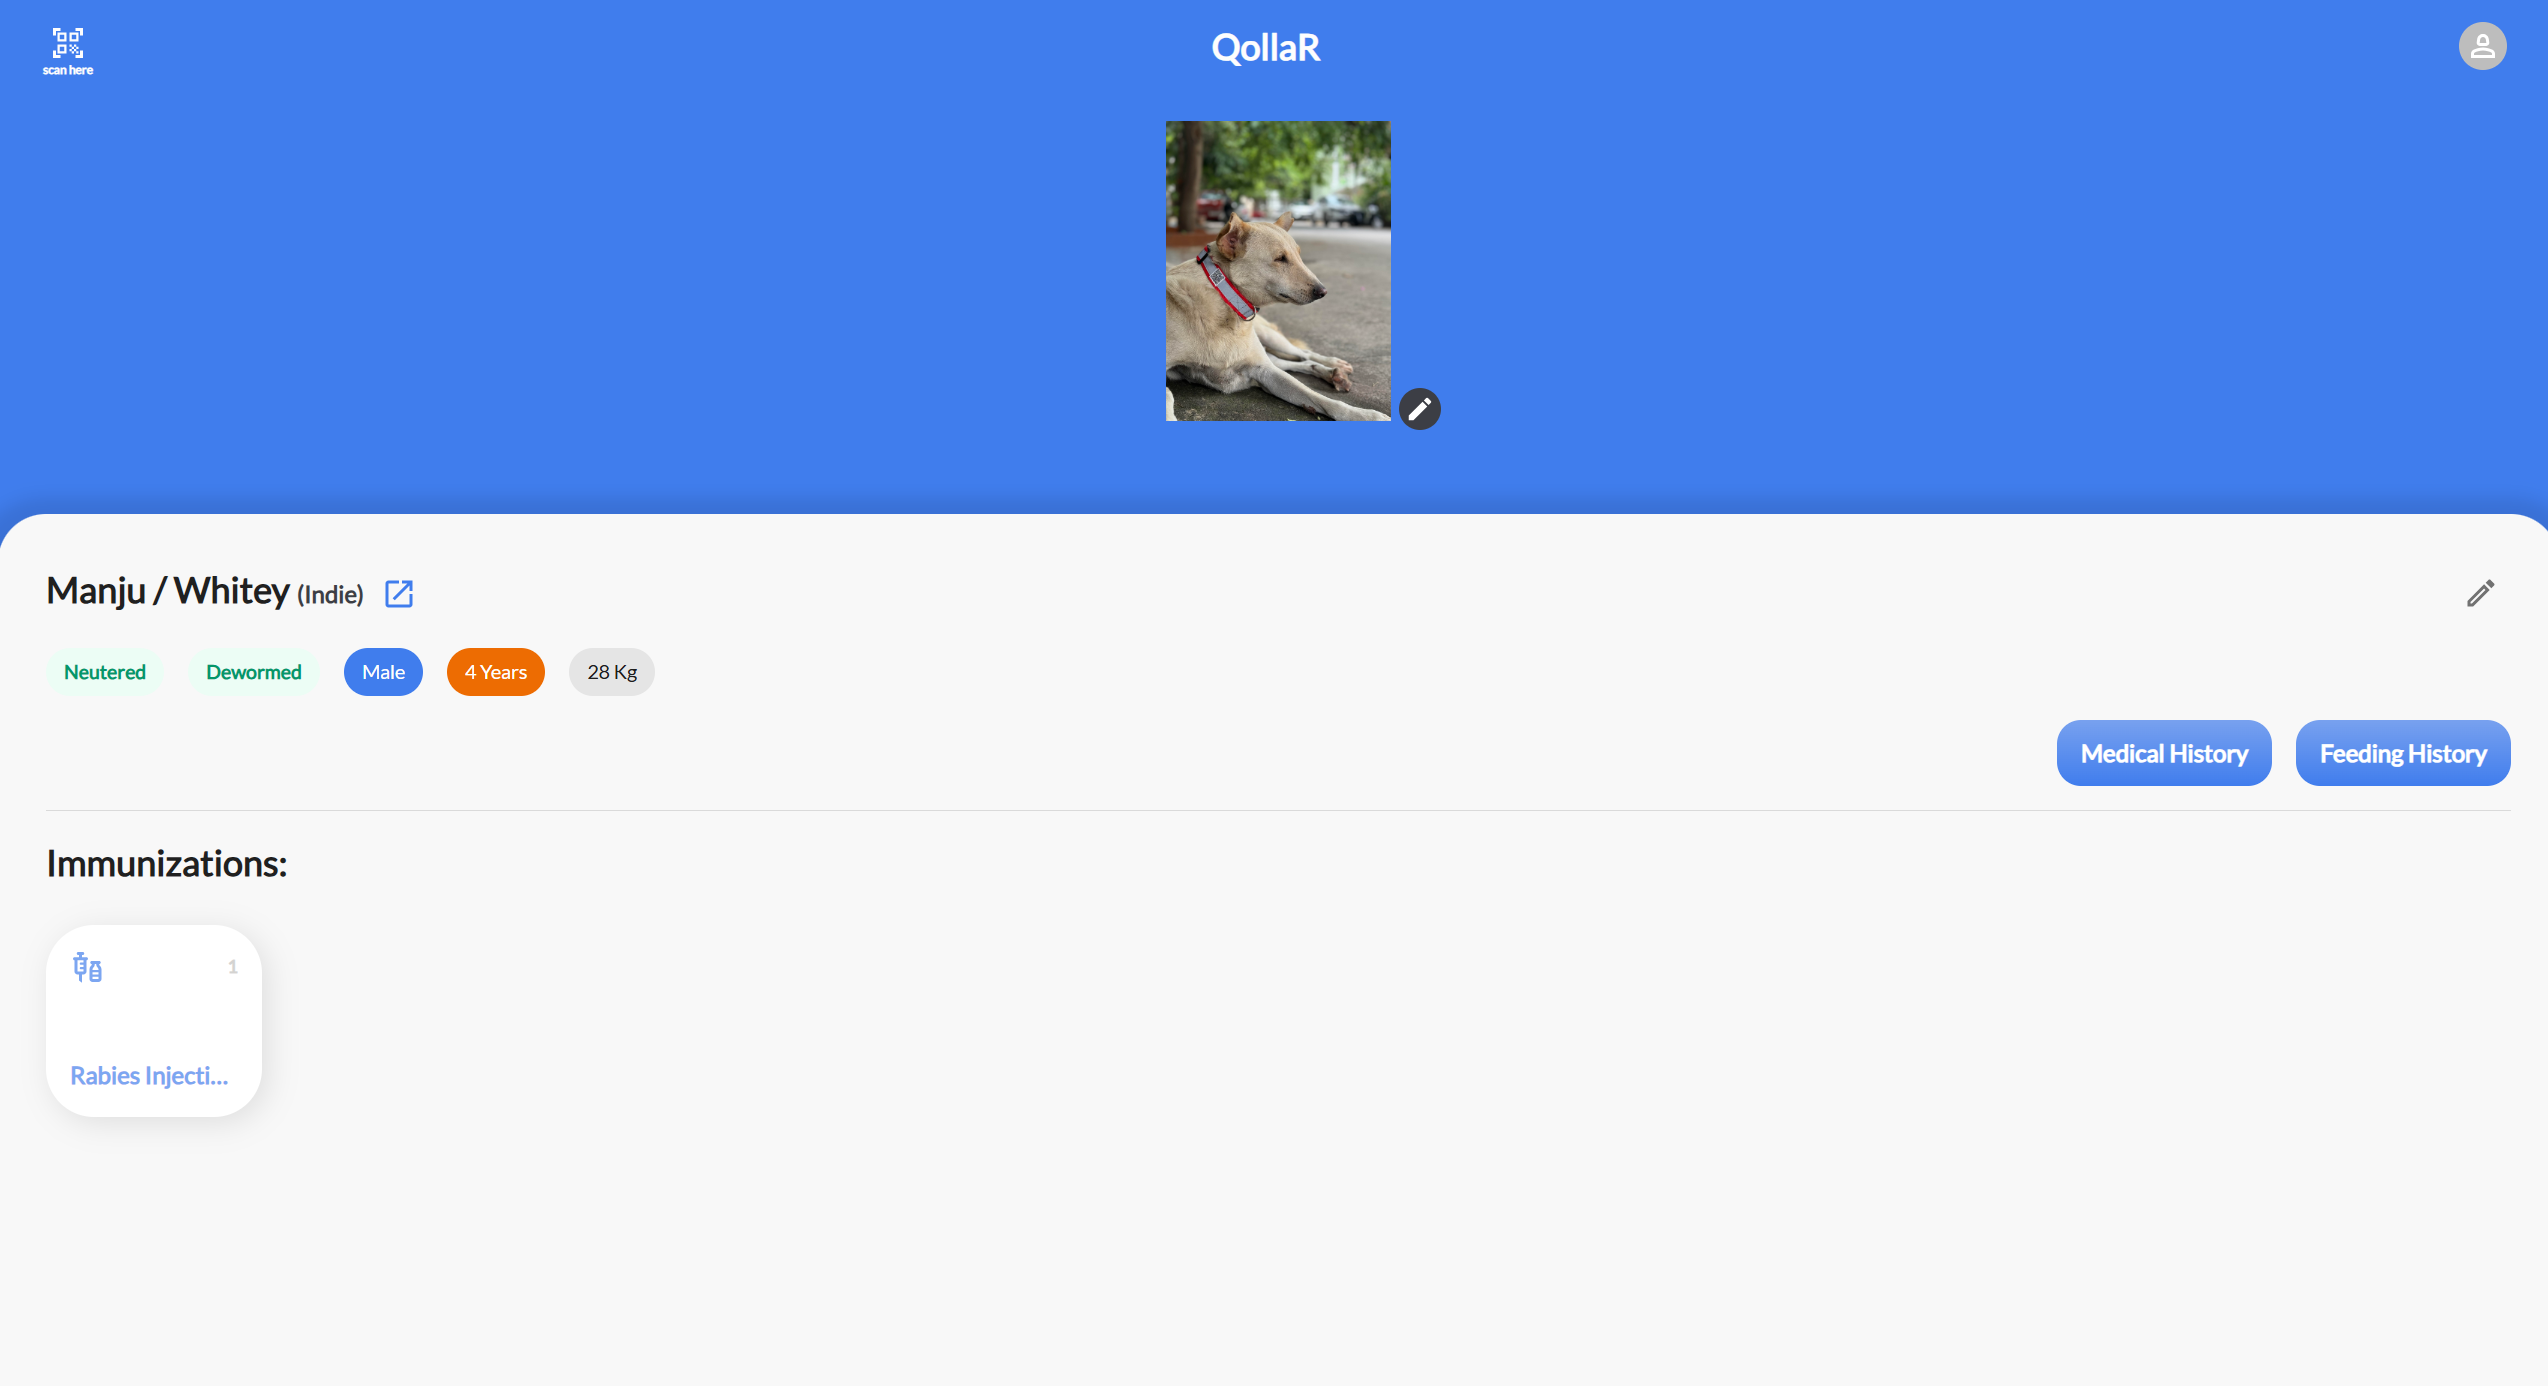 scan here
QollaR
Manju / Whitey (Indie)
Neutered Dewormed Male 4 Years 28 Kg
Medical History Feeding History
Immunizations:
1
Rabies Injecti...